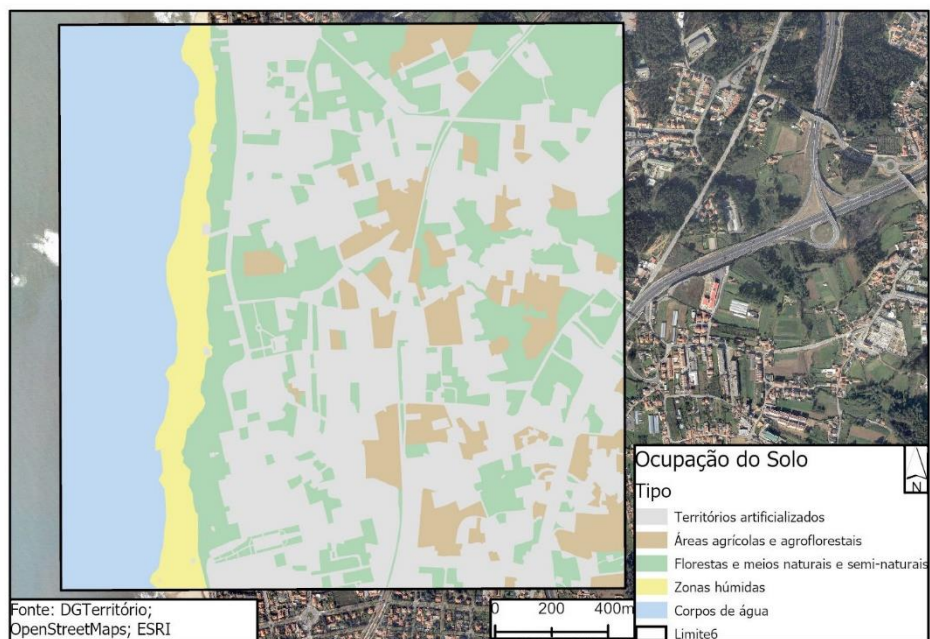 Ocupação do Solo
Tipo
Territórios artificializados
Áreas agrícolas e agroflorestais
Florestas e meios naturais e semi-naturais
Zonas húmidas
Corpos de água
Limite6
N
Fonte: DGTerritório;
OpenStreetMaps; ESRI
0 200 400m